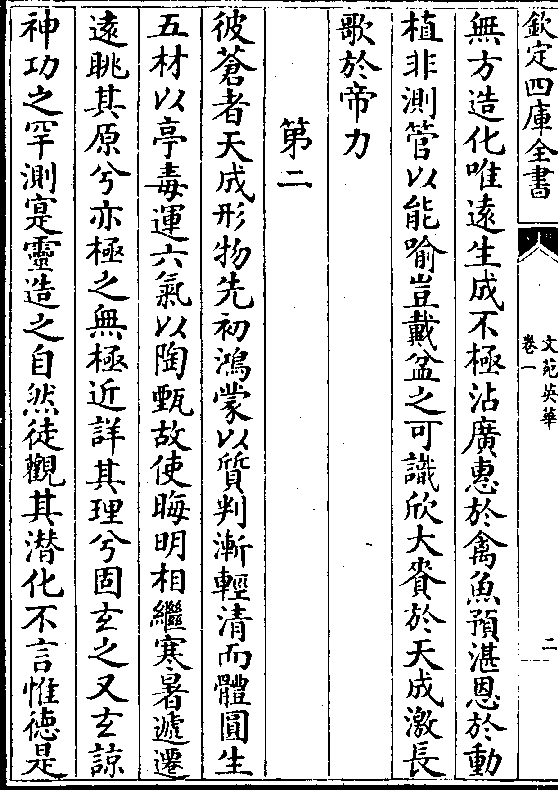 欽定四庫全書
文苑英華
卷一
二
無方造化唯遠生成不極沾廣惠於禽魚預湛恩於動
植非測管以能喻豈戴盆之可識欣大賚於天成激長
歌於帝力
第二
彼蒼者天成形物先初鴻蒙以質判漸輕清而體圓生
五材以亭毒運六氣以陶甄故使晦明相繼寒暑遞遷
遠眺其原兮亦極之無極近詳其理兮固玄之又玄諒
神功之罕測寔靈造之自然徒觀其潛化不言惟德是